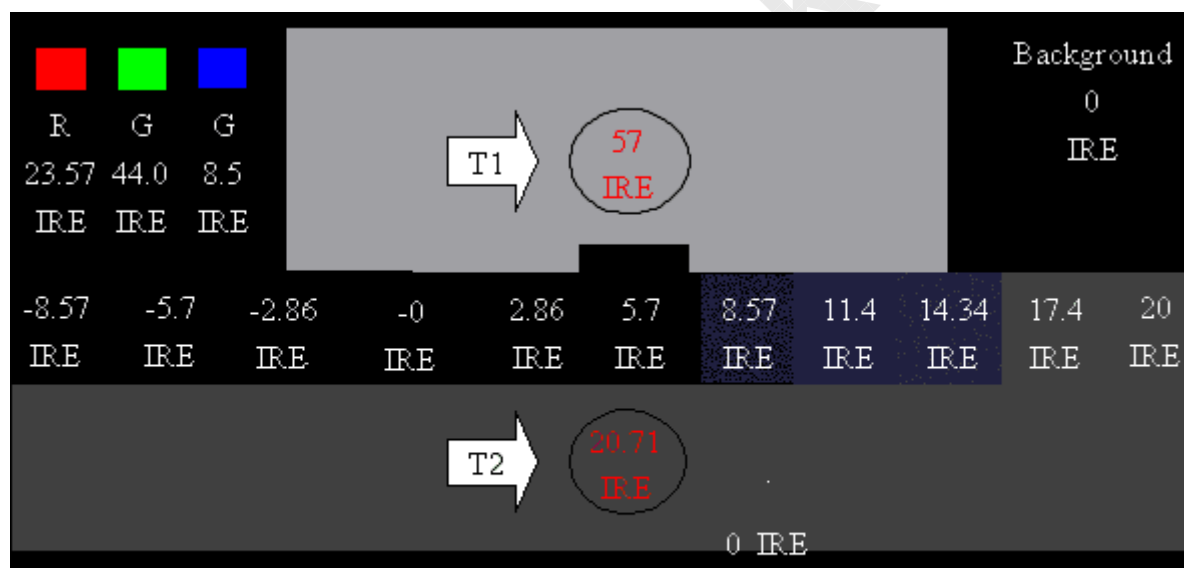 R G G
23.57 44.0 8.5
IRE IRE IRE
T1
57
IRE
Background
0
IRE
-8.57 -5.7 -2.86 -0 2.86 5.7 8.57 11.4 14.34 17.4 20
IRE IRE IRE IRE IRE IRE IRE IRE IRE IRE IRE
T2
20.71
IRE
0 IRE